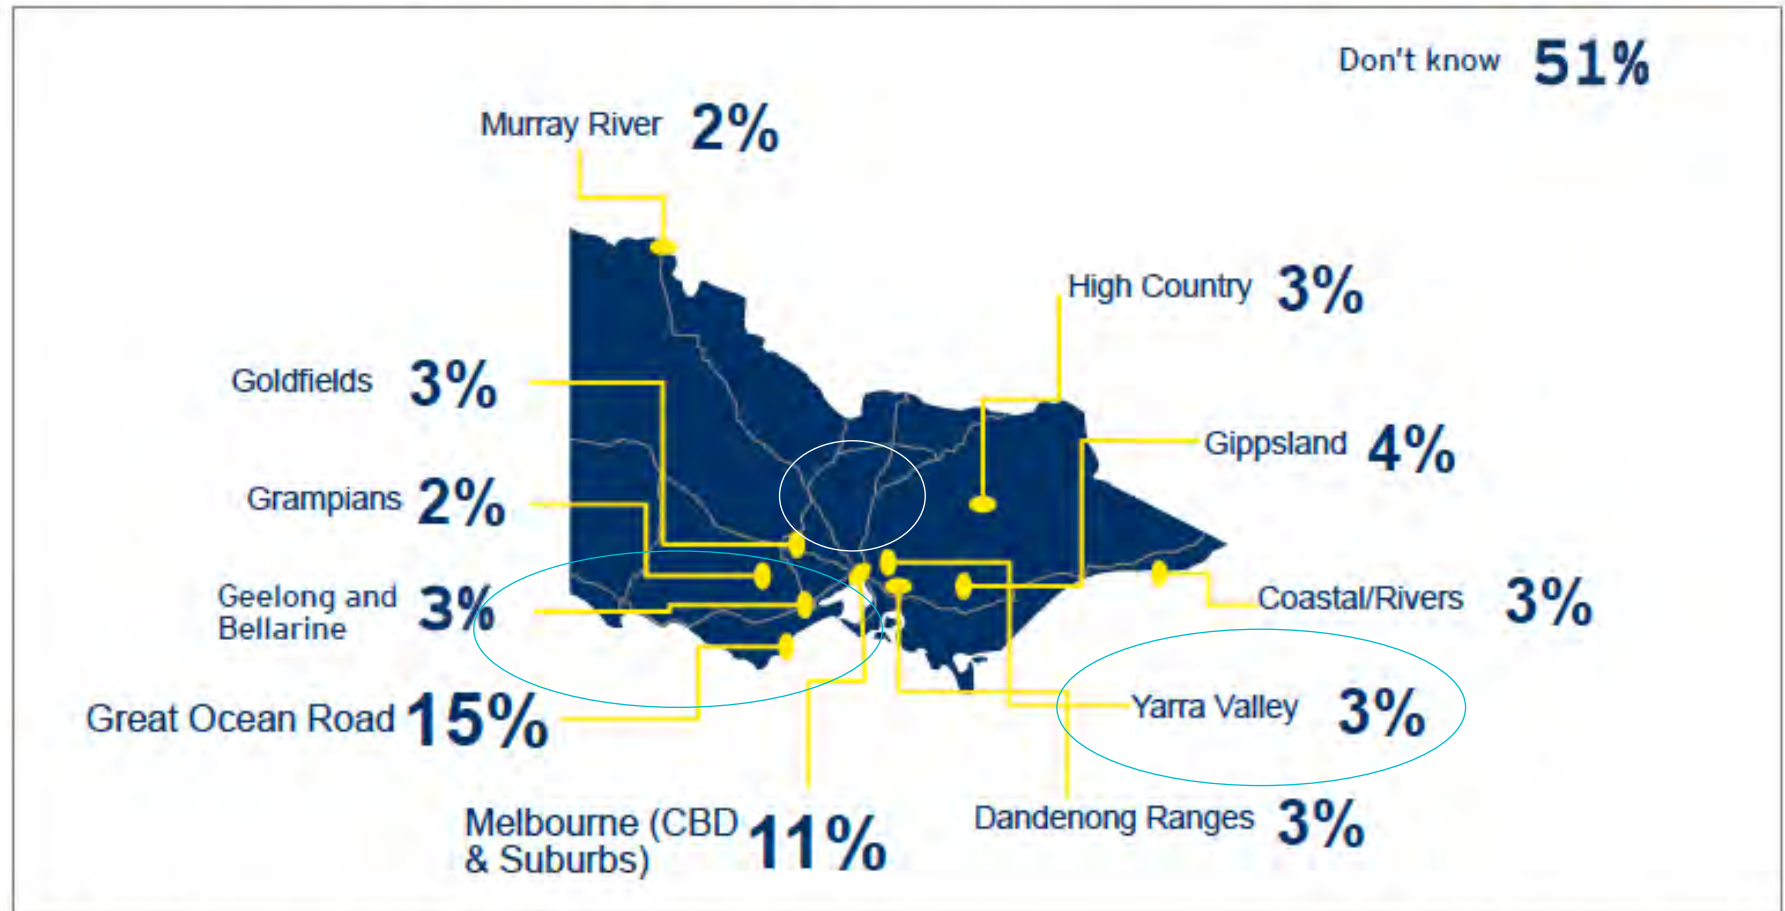 Don't know 51%
Murray River 2%
High Country 3%
Goldfields 3%
Gippsland 4%
Grampians 2%
Geelong and
Bellarine 3%
Coastal/Rivers 3%
Great Ocean Road 15%
Yarra Valley 3%
Melbourne (CBD
& Suburbs) 11%
Dandenong Ranges 3%